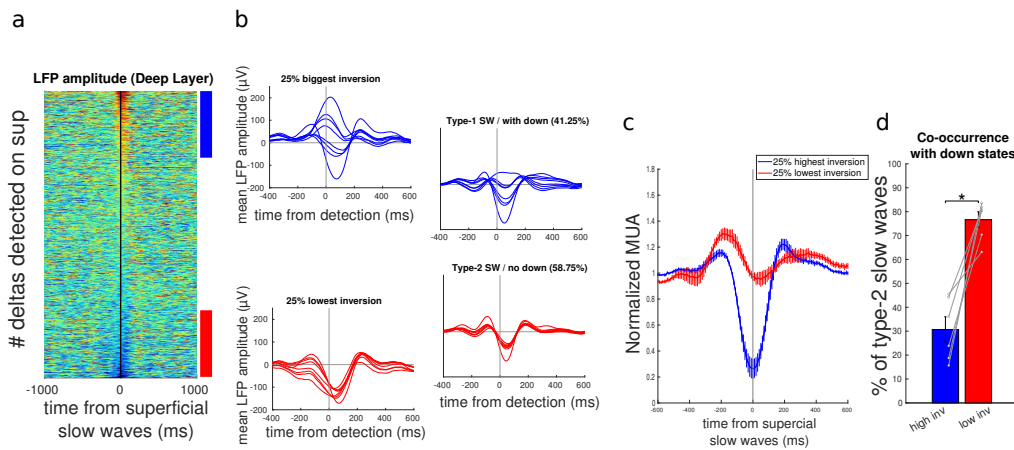 a
LFP amplitude (Deep Layer)
# deltas detected on sup
-1000
0
1000
time from superficial
slow waves (ms)
b
25% biggest inversion
mean LFP amplitude (µV)
200
100
0
-100
-200
-400
-200
0
200
400
600
time from detection (ms)
Type-1 SW / with down (41.25%)
-400
-200
0
200
400
600
time from detection (ms)
25% lowest inversion
mean LFP amplitude (µV)
200
100
0
-100
-200
-400
-200
0
200
400
600
time from detection (ms)
Type-2 SW / no down (58.75%)
-400
-200
0
200
400
600
time from detection (ms)
c
25% highest inversion
25% lowest inversion
Normalized MUA
1.8
1.6
1.4
1.2
1
0.8
0.6
0.4
0.2
-600
-400
-200
0
200
400
600
time from supercial
slow waves (ms)
d
Co-occurrence
with down states
*
% of type-2 slow waves
100
90
80
70
60
50
40
30
20
10
0
high inv
low inv